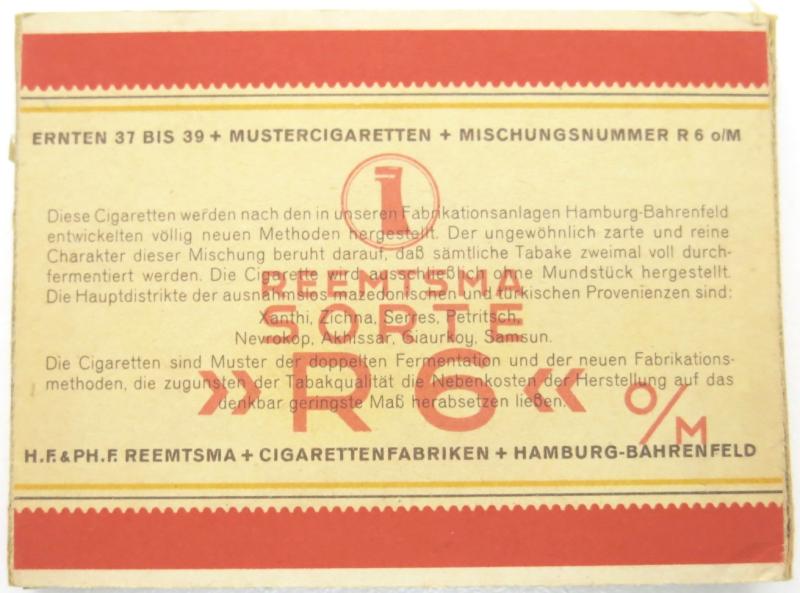 ERNTEN 37 BIS 39 + MUSTERCIGARETTEN + MISCHUNGSNUMMER R 6 o/M
Diese Cigaretten werden nach den in unseren Fabrikationsanlagen Hamburg-Bahrenfeld
entwickelten völlig neuen Methoden hergestellt. Der ungewöhnlich zarte und reine
Charakter dieser Mischung beruht darauf, daß sämtliche Tabake zweimal voll durch-
fermentiert werden. Die Cigarette wird ausschließlich ohne Mundstück hergestellt.
Die Hauptdistrikte der ausnahmslos mazedonischen und türkischen Provenienzen sind:
Xanthi, Zichna, Serres, Petritsch,
Nevrokop, Akhissar, Giaurkoy, Samsun.
Die Cigaretten sind Muster der doppelten Fermentation und der neuen Fabrikations-
methoden, die zugunsten der Tabakqualität die Nebenkosten der Herstellung auf das
denkbar geringste Maß herabsetzen ließen.
REEMTSMA
SORTE
»R6«
O/M
H.F. & PH.F. REEMTSMA + CIGARETTENFABRIKEN + HAMBURG-BAHRENFELD